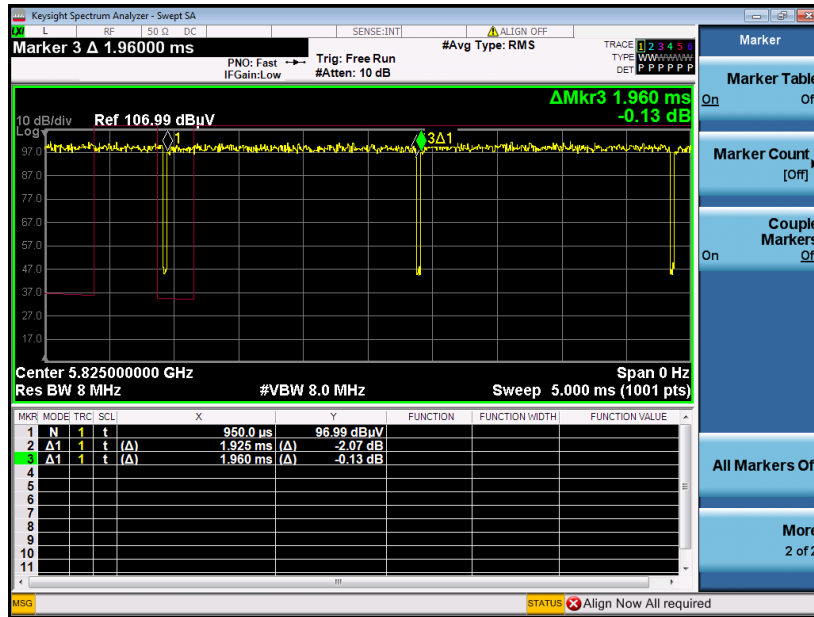 Keysight Spectrum Analyzer - Swept SA
L RF 50 Ω DC SENSE:INT ALIGN OFF
Marker 3 Δ 1.96000 ms
PNO: Fast
IFGain:Low
Trig: Free Run
#Atten: 10 dB
#Avg Type: RMS
TRACE 1 2 3 4 5 6
TYPE WWWWWW
DET P P P P P P
ΔMkr3 1.960 ms
-0.13 dB
10 dB/div Ref 106.99 dBµV
Log
1
3Δ1
97.0
87.0
77.0
67.0
57.0
47.0
37.0
27.0
17.0
Center 5.825000000 GHz Span 0 Hz
Res BW 8 MHz #VBW 8.0 MHz Sweep 5.000 ms (1001 pts)
MKR MODE TRC SCL X Y FUNCTION FUNCTION WIDTH FUNCTION VALUE
1 N 1 t 950.0 µs 96.99 dBµV
2 Δ1 1 t (Δ) 1.925 ms (Δ) -2.07 dB
3 Δ1 1 t (Δ) 1.960 ms (Δ) -0.13 dB
4
5
6
7
8
9
10
11
MSG
STATUS Align Now All required
Marker
Marker Table
On Of
Marker Count
[Off]
Couple
Markers
On Of
All Markers Of
More
2 of 2